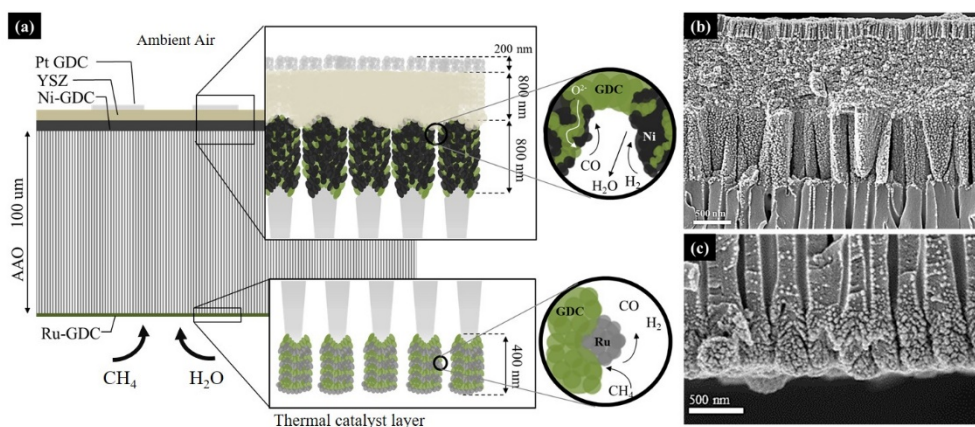 (a)
Ambient Air
Pt GDC
YSZ
Ni-GDC
AAO 100 um
Ru-GDC
CH4
H2O
200 nm
800 nm
800 nm
O2-
GDC
Ni
CO
H2O
H2
400 nm
GDC
Ru
CO
H2
CH4
Thermal catalyst layer
(b)
500 nm
(c)
500 nm